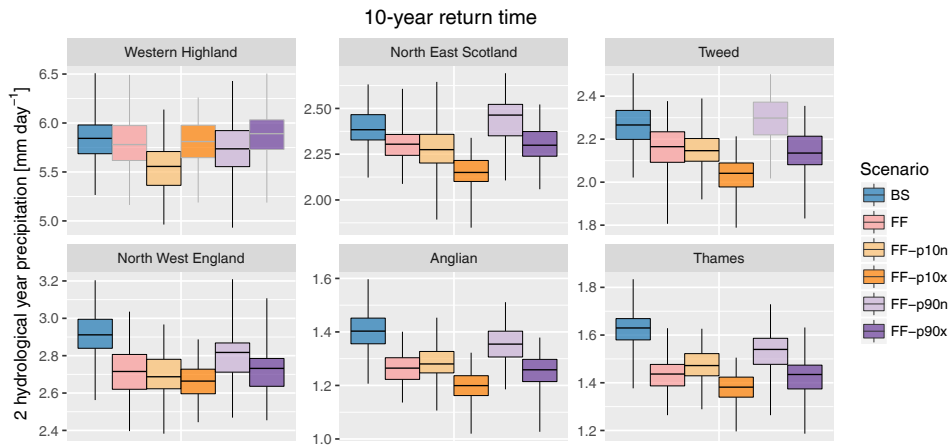 10-year return time
Western Highland
North East Scotland
Tweed
6.5
6.0
5.5
5.0
2.50
2.25
2.00
2.4
2.2
2.0
1.8
North West England
Anglian
Thames
3.2
3.0
2.8
2.6
2.4
1.6
1.4
1.2
1.0
1.8
1.6
1.4
1.2
2 hydrological year precipitation [mm day−1]
Scenario
BS
FF
FF−p10n
FF−p10x
FF−p90n
FF−p90x